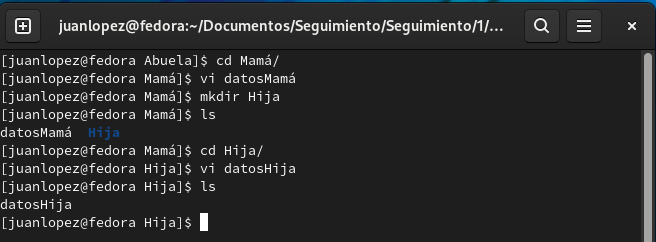 juanlopez@fedora:~/Documentos/Seguimiento/Seguimiento/1/...
[juanlopez@fedora Abuela]$ cd Mamá/
[juanlopez@fedora Mamá]$ vi datosMamá
[juanlopez@fedora Mamá]$ mkdir Hija
[juanlopez@fedora Mamá]$ ls
datosMamá  Hija
[juanlopez@fedora Mamá]$ cd Hija/
[juanlopez@fedora Hija]$ vi datosHija
[juanlopez@fedora Hija]$ ls
datosHija
[juanlopez@fedora Hija]$